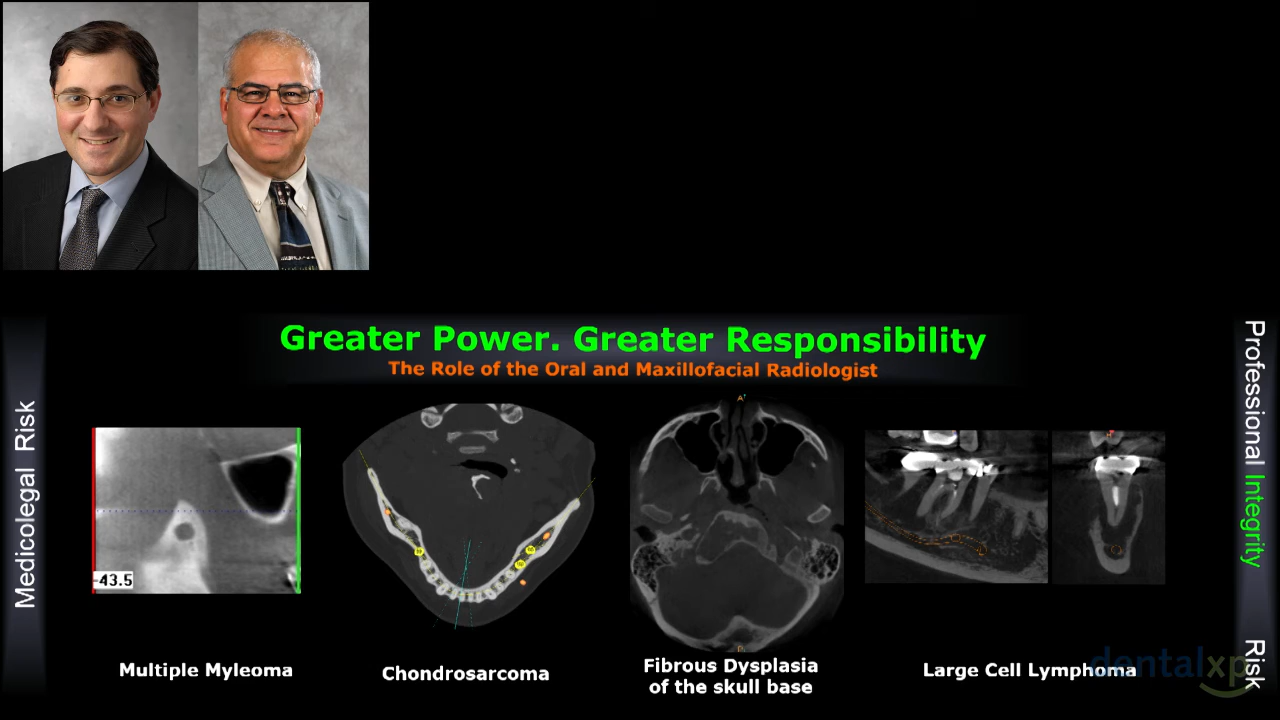 Greater Power. Greater Responsibility
The Role of the Oral and Maxillofacial Radiologist
Medicolegal Risk
Professional Integrity Risk
A
-43.5
Multiple Myleoma
Chondrosarcoma
Fibrous Dysplasia
of the skull base
Large Cell Lymphoma
dentalxp